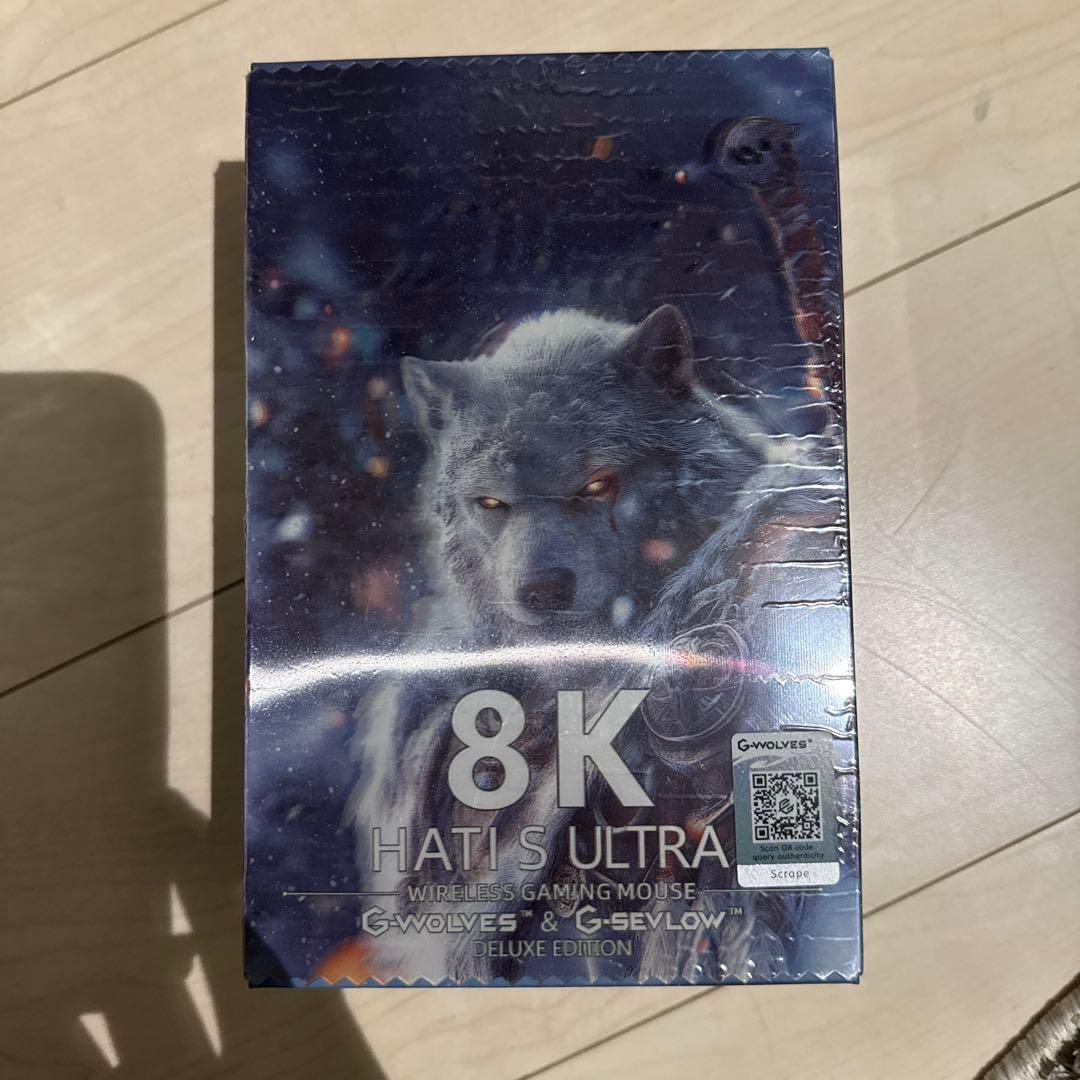 8K
HATI S ULTRA
WIRELESS GAMING MOUSE
G-WOLVES™ & G-SEVLOW™
DELUXE EDITION
G-WOLVES®
Scan QR code
query authenticity
Scrape